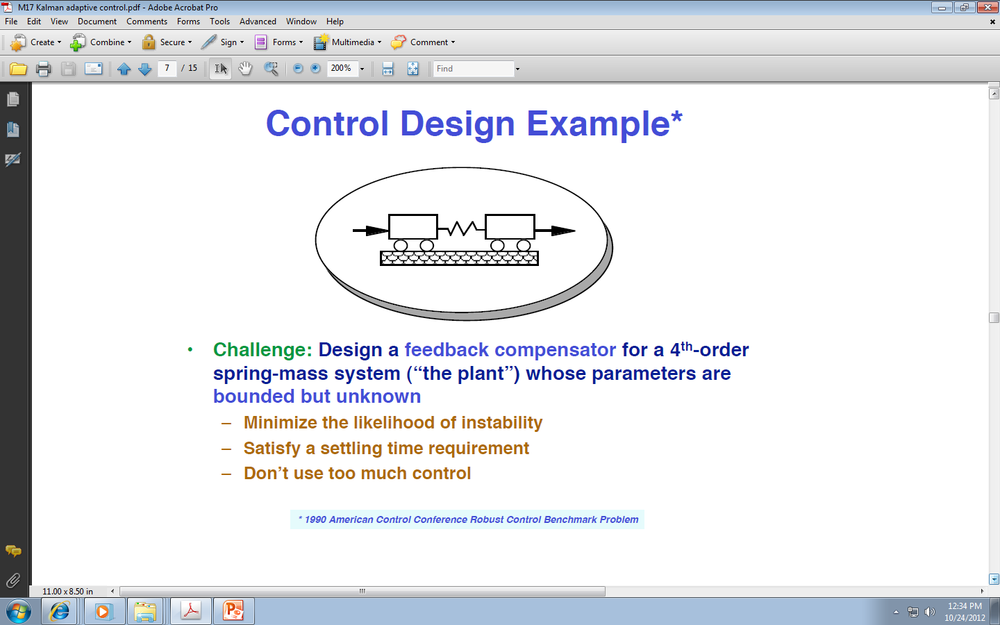 M17 Kalman adaptive control.pdf - Adobe Acrobat Pro
File Edit View Document Comments Forms Tools Advanced Window Help
Create Combine Secure Sign Forms Multimedia Comment
7 / 15 200% Find
Control Design Example*
• Challenge: Design a feedback compensator for a 4th-order
spring-mass system (“the plant”) whose parameters are
bounded but unknown
– Minimize the likelihood of instability
– Satisfy a settling time requirement
– Don’t use too much control
* 1990 American Control Conference Robust Control Benchmark Problem
11.00 x 8.50 in
12:34 PM
10/24/2012